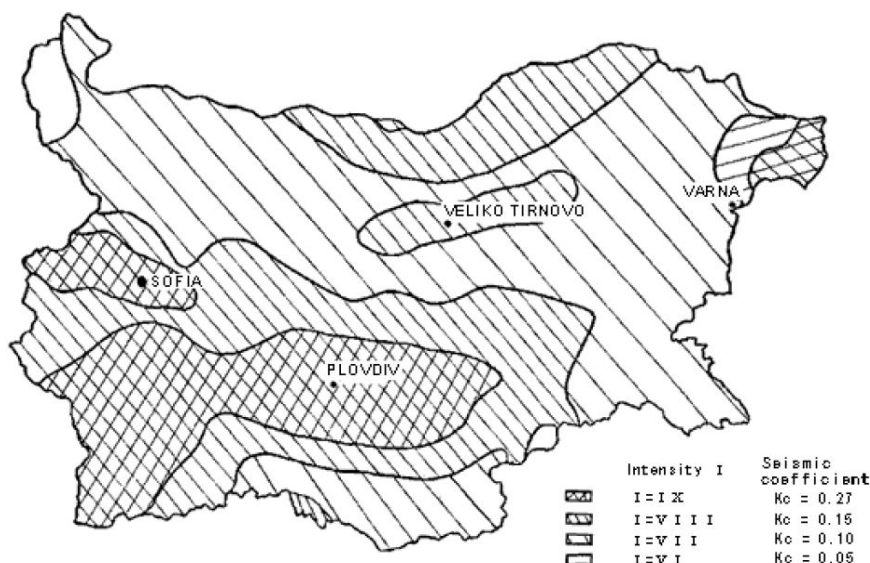 VARNA
VELIKO TIRNOVO
SOFIA
PLOVDIV
Intensity I Seismic coefficient
I=IX Kc = 0.27
I=VIII Kc = 0.15
I=VII Kc = 0.10
I=VI Kc = 0.05